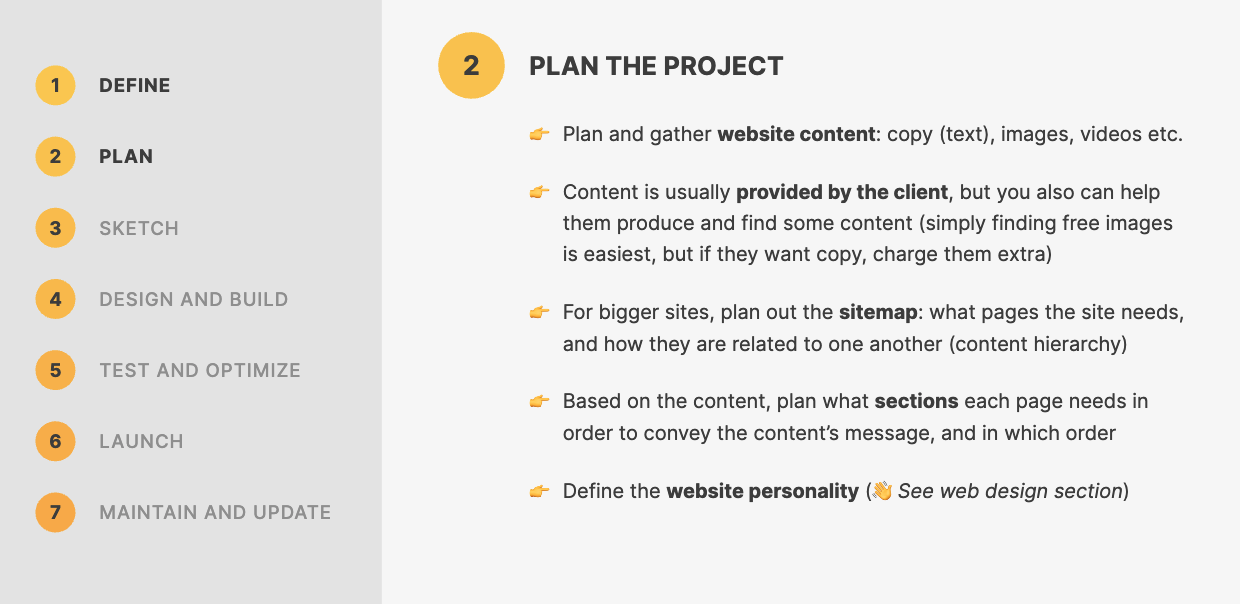 1 DEFINE
2 PLAN
3 SKETCH
4 DESIGN AND BUILD
5 TEST AND OPTIMIZE
6 LAUNCH
7 MAINTAIN AND UPDATE
2 PLAN THE PROJECT
👉 Plan and gather website content: copy (text), images, videos etc.
👉 Content is usually provided by the client, but you also can help
them produce and find some content (simply finding free images
is easiest, but if they want copy, charge them extra)
👉 For bigger sites, plan out the sitemap: what pages the site needs,
and how they are related to one another (content hierarchy)
👉 Based on the content, plan what sections each page needs in
order to convey the content’s message, and in which order
👉 Define the website personality (👋 See web design section)